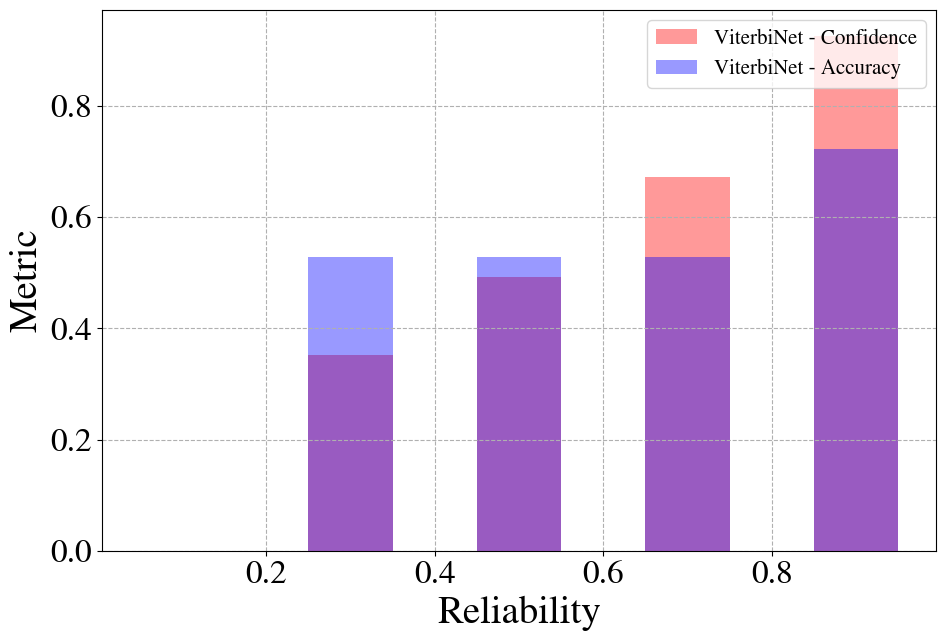 ViterbiNet - Confidence
ViterbiNet - Accuracy
Metric
0.8
0.6
0.4
0.2
0.0
0.2 0.4 0.6 0.8
Reliability